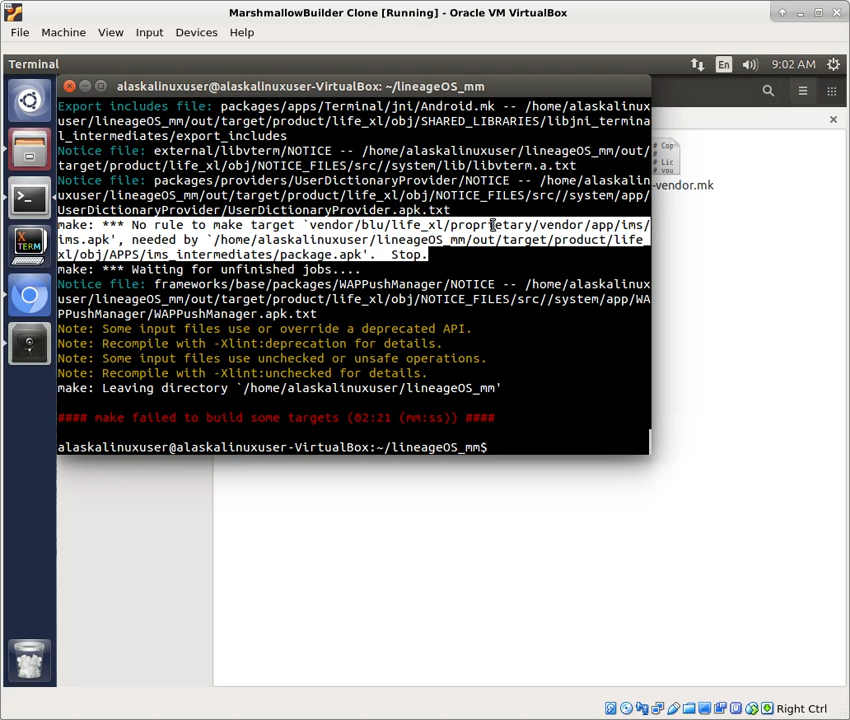 MarshmallowBuilder Clone [Running] - Oracle VM VirtualBox
File Machine View Input Devices Help
Terminal En 9:02 AM
alaskalinuxuser@alaskalinuxuser-VirtualBox: ~/lineageOS_mm
Export includes file: packages/apps/Terminal/jni/Android.mk -- /home/alaskalinux
user/lineageOS_mm/out/target/product/life_xl/obj/SHARED_LIBRARIES/libjni_termina
l_intermediates/export_includes
Notice file: external/libvterm/NOTICE -- /home/alaskalinuxuser/lineageOS_mm/out/
target/product/life_xl/obj/NOTICE_FILES/src//system/lib/libvterm.a.txt
Notice file: packages/providers/UserDictionaryProvider/NOTICE -- /home/alaskalin
uxuser/lineageOS_mm/out/target/product/life_xl/obj/NOTICE_FILES/src//system/app/
UserDictionaryProvider/UserDictionaryProvider.apk.txt
make: *** No rule to make target `vendor/blu/life_xl/proprietary/vendor/app/ims/
ims.apk', needed by `/home/alaskalinuxuser/lineageOS_mm/out/target/product/life_
xl/obj/APPS/ims_intermediates/package.apk'.  Stop.
make: *** Waiting for unfinished jobs....
Notice file: frameworks/base/packages/WAPPushManager/NOTICE -- /home/alaskalinux
user/lineageOS_mm/out/target/product/life_xl/obj/NOTICE_FILES/src//system/app/WA
PPushManager/WAPPushManager.apk.txt
Note: Some input files use or override a deprecated API.
Note: Recompile with -Xlint:deprecation for details.
Note: Some input files use unchecked or unsafe operations.
Note: Recompile with -Xlint:unchecked for details.
make: Leaving directory `/home/alaskalinuxuser/lineageOS_mm'
#### make failed to build some targets (02:21 (mm:ss)) ####
alaskalinuxuser@alaskalinuxuser-VirtualBox:~/lineageOS_mm$
# Cop
#
# Lic
# you
-vendor.mk
X
TERM
Right Ctrl